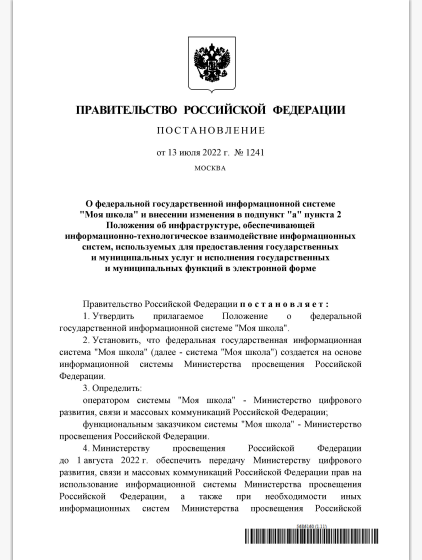 ПРАВИТЕЛЬСТВО РОССИЙСКОЙ ФЕДЕРАЦИИ
ПОСТАНОВЛЕНИЕ
от 13 июля 2022 г. № 1241
МОСКВА
О федеральной государственной информационной системе
"Моя школа" и внесении изменения в подпункт "а" пункта 2
Положения об инфраструктуре, обеспечивающей
информационно-технологическое взаимодействие информационных
систем, используемых для предоставления государственных
и муниципальных услуг и исполнения государственных
и муниципальных функций в электронной форме
Правительство Российской Федерации постановляет:
1. Утвердить прилагаемое Положение о федеральной
государственной информационной системе "Моя школа".
2. Установить, что федеральная государственная информационная
система "Моя школа" (далее - система "Моя школа") создается на основе
информационной системы Министерства просвещения Российской
Федерации.
3. Определить:
оператором системы "Моя школа" - Министерство цифрового
развития, связи и массовых коммуникаций Российской Федерации;
функциональным заказчиком системы "Моя школа" - Министерство
просвещения Российской Федерации.
4. Министерству просвещения Российской Федерации
до 1 августа 2022 г. обеспечить передачу Министерству цифрового
развития, связи и массовых коммуникаций Российской Федерации прав на
использование информационной системы Министерства просвещения
Российской Федерации, а также при необходимости иных
информационных систем Министерства просвещения Российской